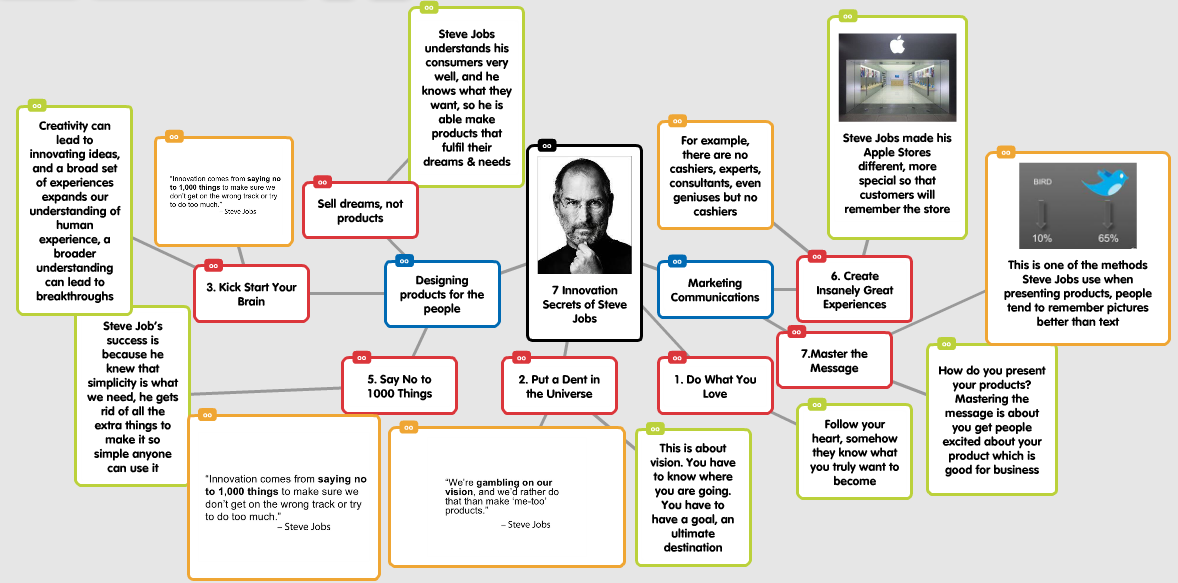 7 Innovation
Secrets of Steve
Jobs
Designing
products for the
people
Sell dreams, not
products
Steve Jobs
understands his
consumers very
well, and he
knows what they
want, so he is
able make
products that
fulfil their
dreams & needs
3. Kick Start Your
Brain
"Innovation comes from saying no
to 1,000 things to make sure we
don't get on the wrong track or try
to do too much."
Steve Jobs
Creativity can
lead to
innovating ideas,
and a broad set
of experiences
expands our
understanding of
human
experience, a
broader
understanding
can lead to
breakthroughs
5. Say No to
1000 Things
Steve Job's
success is
because he
knew that
simplicity is what
we need, he gets
rid of all the
extra things to
make it so
simple anyone
can use it
"Innovation comes from saying no
to 1,000 things to make sure we
don't get on the wrong track or try
to do too much."
– Steve Jobs
2. Put a Dent in
the Universe
"We're gambling on our
vision, and we'd rather do
that than make 'me-too'
products."
– Steve Jobs
This is about
vision. You have
to know where
you are going.
You have to
have a goal, an
ultimate
destination
1. Do What You
Love
Follow your
heart, somehow
they know what
you truly want to
become
Marketing
Communications
6. Create
Insanely Great
Experiences
For example,
there are no
cashiers, experts,
consultants, even
geniuses but no
cashiers
Steve Jobs made his
Apple Stores
different, more
special so that
customers will
remember the store
7.Master the
Message
BIRD
10%
65%
This is one of the methods
Steve Jobs use when
presenting products, people
tend to remember pictures
better than text
How do you present
your products?
Mastering the
message is about
you get people
excited about your
product which is
good for business